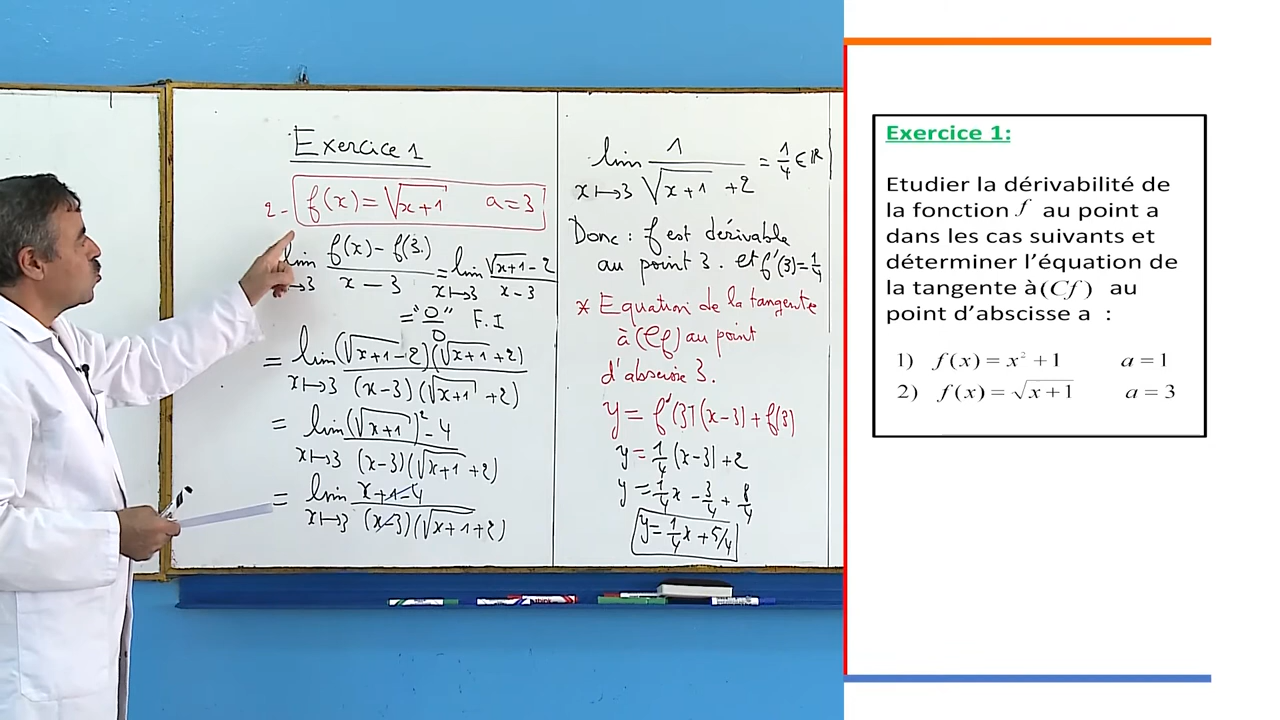 Exercice 1
2- f(x) = √x+1 a = 3
lim f(x) - f(3) / x - 3 = lim √x+1 - 2 / x - 3
x↦3 x↦3
= "0/0" F.I
= lim (√x+1 - 2)(√x+1 + 2) / (x-3)(√x+1 + 2)
x↦3
= lim (√x+1)² - 4 / (x-3)(√x+1 + 2)
x↦3
= lim x+1-4 / (x-3)(√x+1 + 2)
x↦3
lim 1 / √x+1 + 2 = 1/4 ∈ ℝ
x↦3
Donc : f est dérivable
au point 3. et f'(3) = 1/4
* Equation de la tangente
à (Cf) au point
d'abscisse 3.
y = f'(3)(x-3) + f(3)
y = 1/4 (x-3) + 2
y = 1/4 x - 3/4 + 8/4
y = 1/4 x + 5/4
Exercice 1:
Etudier la dérivabilité de
la fonction f au point a
dans les cas suivants et
déterminer l'équation de
la tangente à (Cf) au
point d'abscisse a :
1) f(x) = x² + 1 a = 1
2) f(x) = √x+1 a = 3